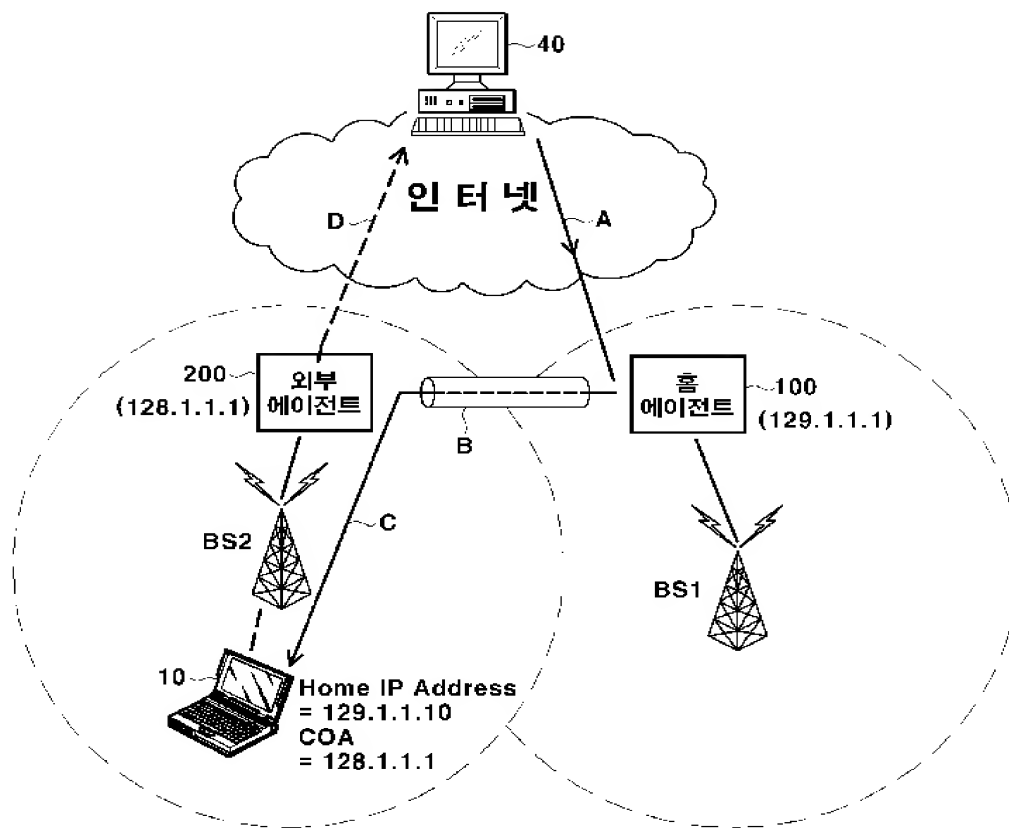 40
인 터 넷
D
A
200
(128.1.1.1)
외부
에이전트
홈
에이전트
100
(129.1.1.1)
B
C
BS2
BS1
10
Home IP Address
= 129.1.1.10
COA
= 128.1.1.1